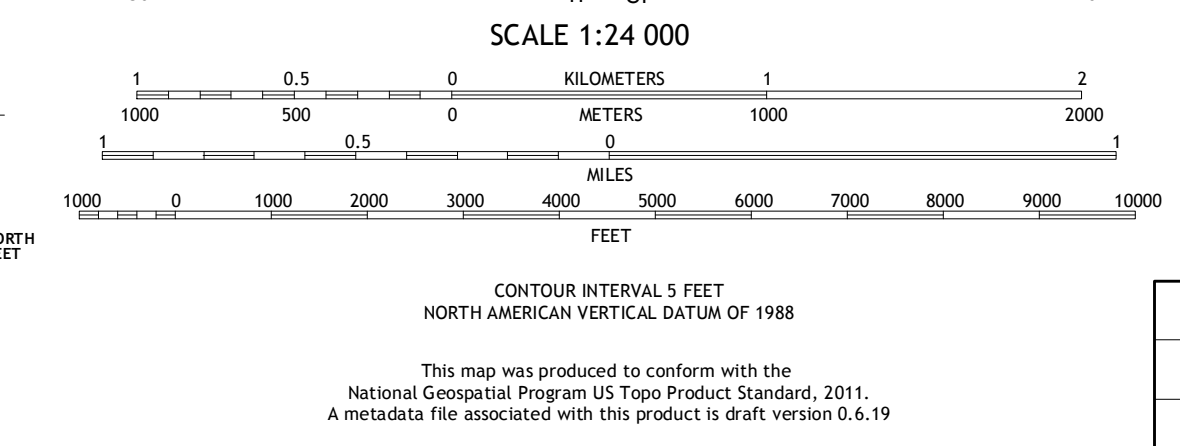 SCALE 1:24 000
1 0.5 0 KILOMETERS 1 2
1000 500 0 METERS 1000 2000
1 0.5 0 1
MILES
1000 0 1000 2000 3000 4000 5000 6000 7000 8000 9000 10000
FEET
CONTOUR INTERVAL 5 FEET
NORTH AMERICAN VERTICAL DATUM OF 1988
This map was produced to conform with the
National Geospatial Program US Topo Product Standard, 2011.
A metadata file associated with this product is draft version 0.6.19